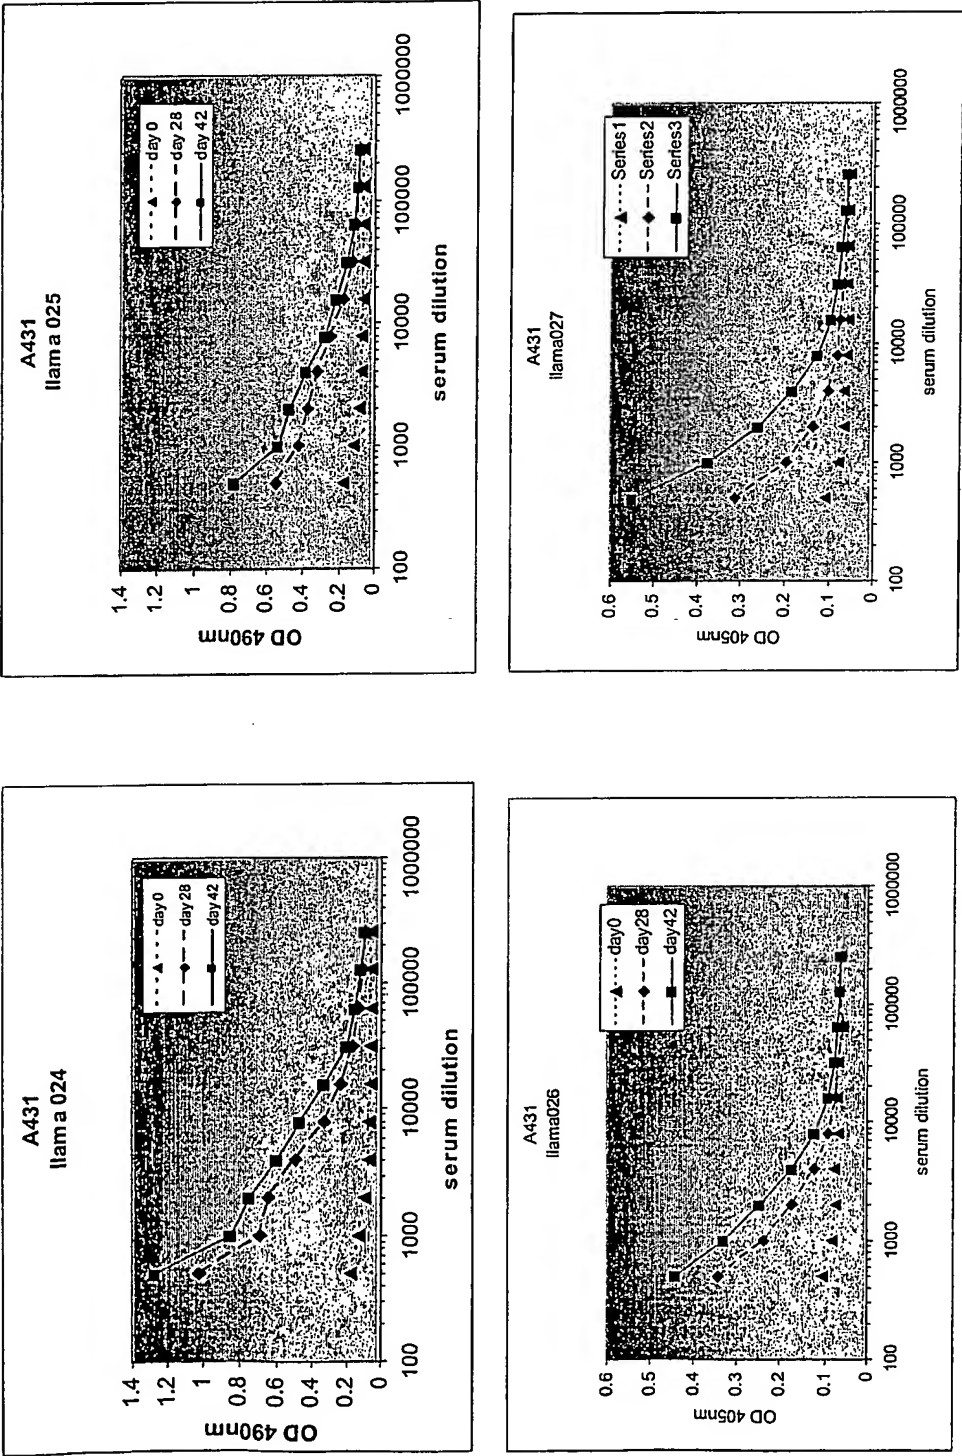 A431
llama 024
OD 490nm
1.4
1.2
1
0.8
0.6
0.4
0.2
0
100
1000
10000
100000
1000000
serum dilution
day 0
day 28
day 42
A431
llama 025
OD 490nm
1.4
1.2
1
0.8
0.6
0.4
0.2
0
100
1000
10000
100000
1000000
serum dilution
day 0
day 28
day 42
A431
llama026
OD 405nm
0.6
0.5
0.4
0.3
0.2
0.1
0
100
1000
10000
100000
1000000
serum dilution
day0
day28
day42
A431
llama027
OD 405nm
0.6
0.5
0.4
0.3
0.2
0.1
0
100
1000
10000
100000
1000000
serum dilution
Series1
Series2
Series3